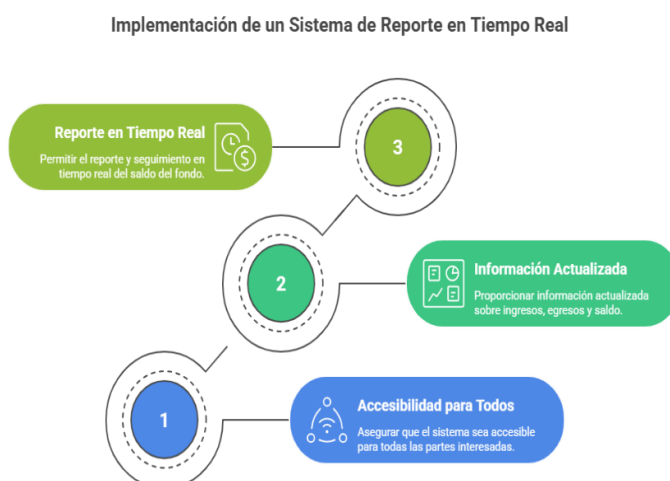 Implementación de un Sistema de Reporte en Tiempo Real
Reporte en Tiempo Real
Permitir el reporte y seguimiento en
tiempo real del saldo del fondo.
3
2
Información Actualizada
Proporcionar información actualizada
sobre ingresos, egresos y saldo.
1
Accesibilidad para Todos
Asegurar que el sistema sea accesible
para todas las partes interesadas.